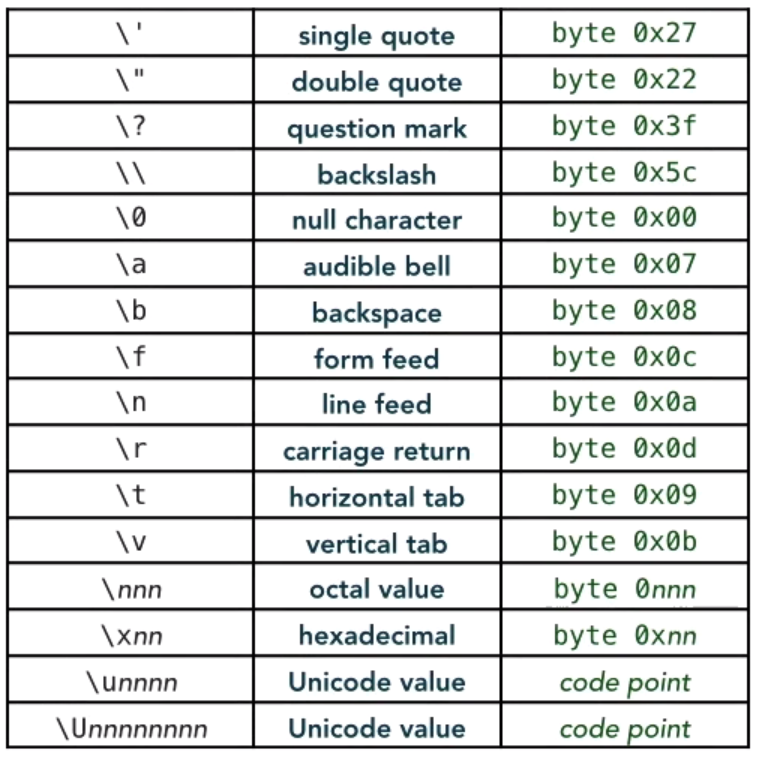 \' single quote byte 0x27
\" double quote byte 0x22
\? question mark byte 0x3f
\\ backslash byte 0x5c
\0 null character byte 0x00
\a audible bell byte 0x07
\b backspace byte 0x08
\f form feed byte 0x0c
\n line feed byte 0x0a
\r carriage return byte 0x0d
\t horizontal tab byte 0x09
\v vertical tab byte 0x0b
\nnn octal value byte 0nnn
\xnn hexadecimal byte 0xnn
\unnnn Unicode value code point
\Unnnnnnnn Unicode value code point